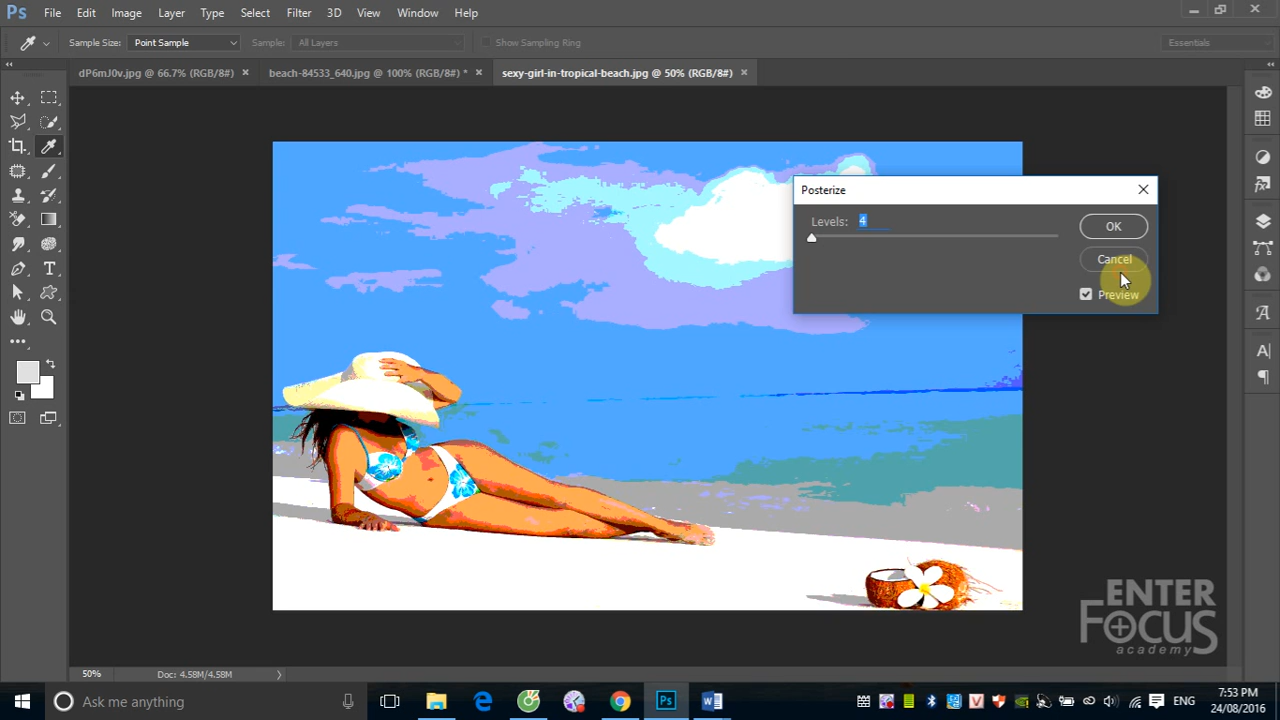 Ps File Edit Image Layer Type Select Filter 3D View Window Help
Sample Size: Point Sample Sample: All Layers Show Sampling Ring Essentials
dP6mJ0v.jpg @ 66.7% (RGB/8#) × beach-84533_640.jpg @ 100% (RGB/8#) * × sexy-girl-in-tropical-beach.jpg @ 50% (RGB/8#) ×
Posterize
Levels: 4
OK
Cancel
Preview
ENTER
FOCUS
academy
50% Doc: 4.58M/4.58M
Ask me anything
Ps
ENG
7:53 PM
24/08/2016